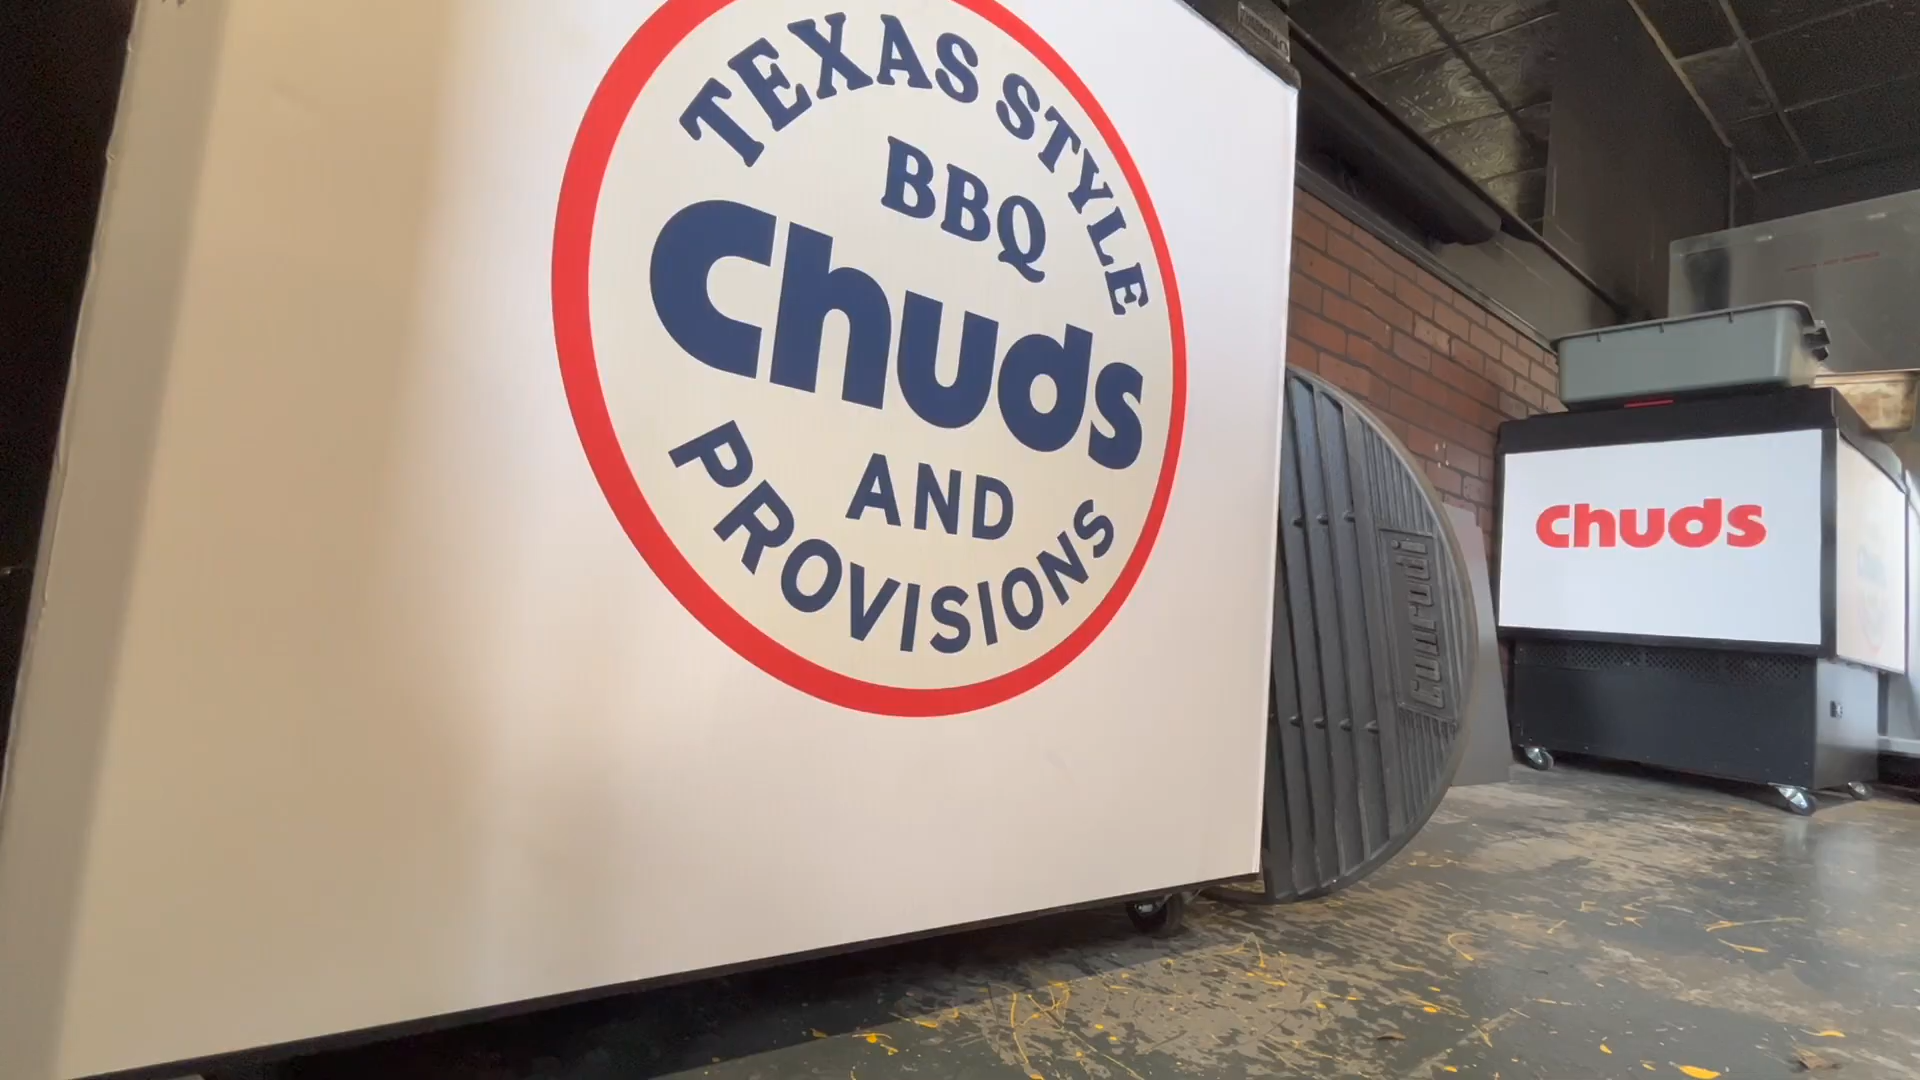 TEXAS STYLE
BBQ
Chuds
AND
PROVISIONS
Chuds